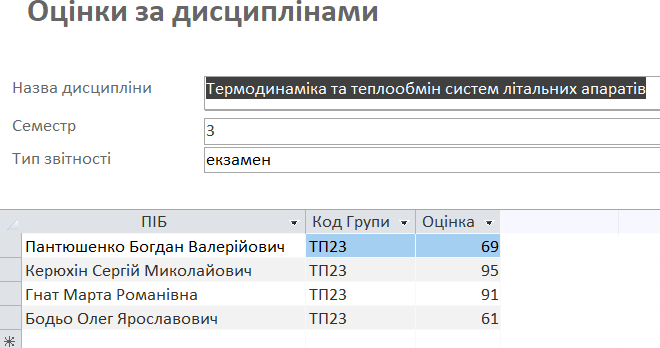 Оцінки за дисциплінами
Назва дисципліни Термодинаміка та теплообмін систем літальних апаратів
Семестр 3
Тип звітності екзамен
ПІБ Код Групи Оцінка
Пантюшенко Богдан Валерійович ТП23 69
Керюхін Сергій Миколайович ТП23 95
Гнат Марта Романівна ТП23 91
Бодьо Олег Ярославович ТП23 61